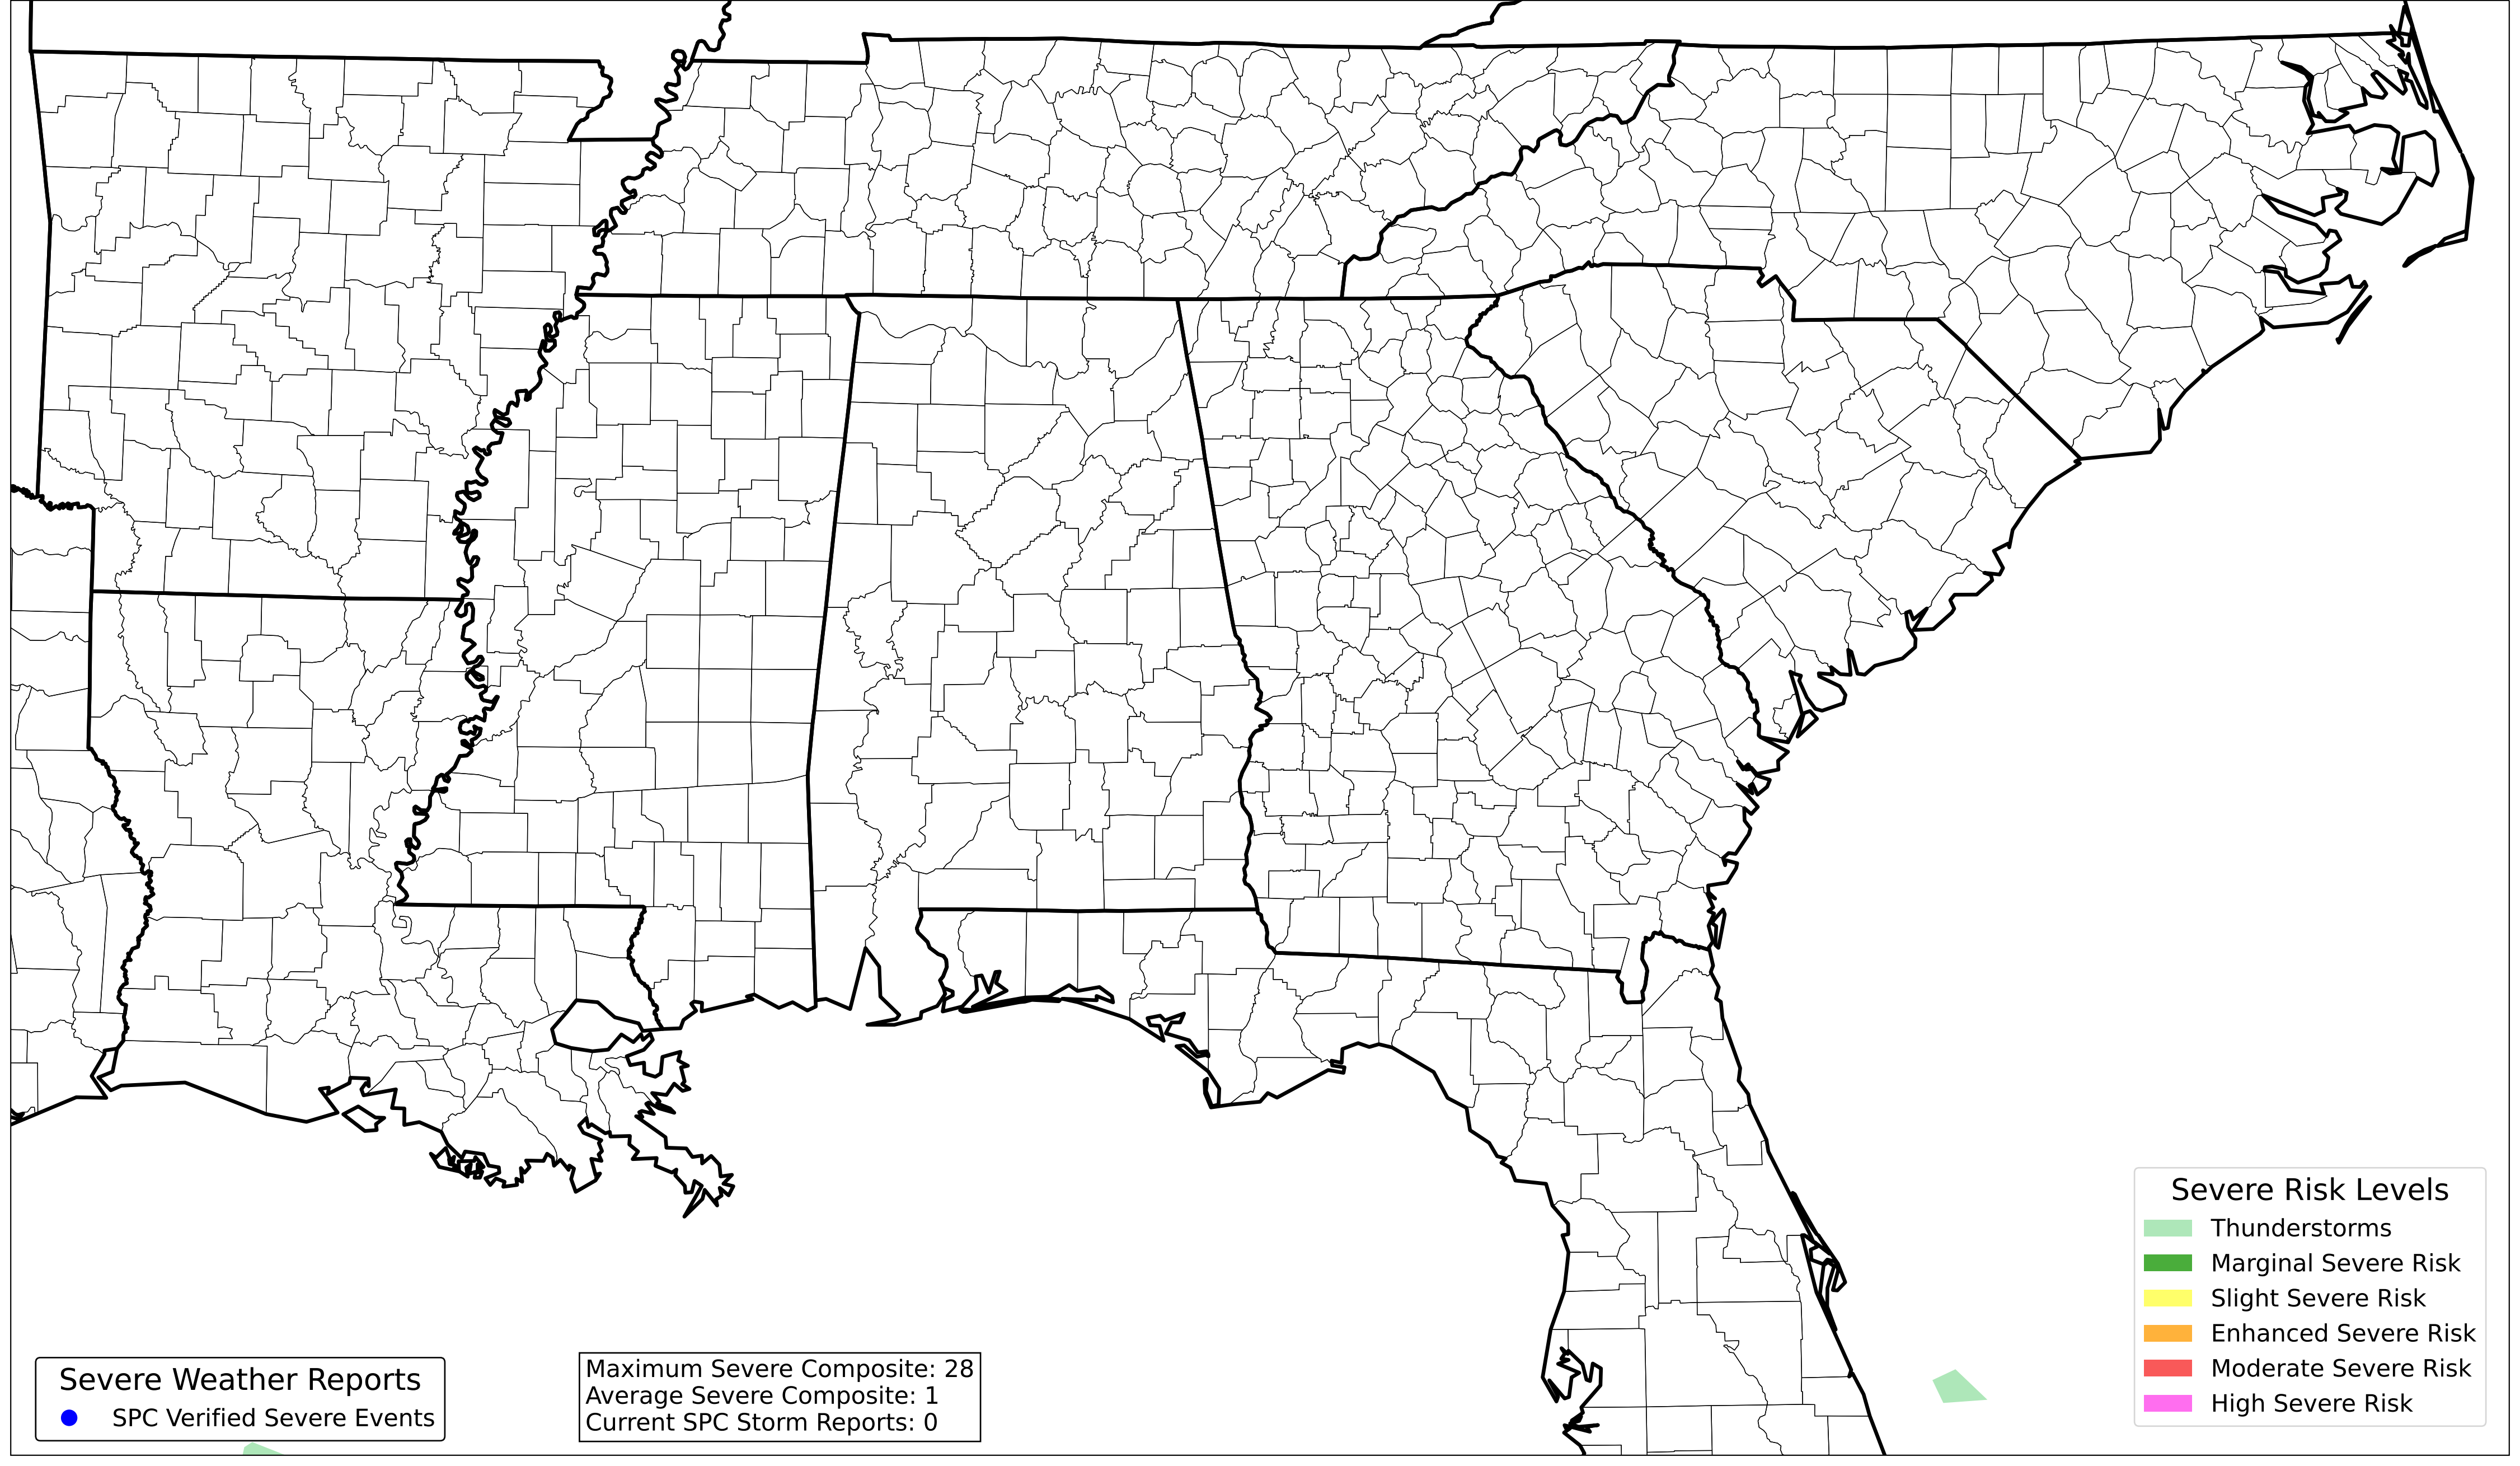 Severe Risk Levels
Thunderstorms
Marginal Severe Risk
Slight Severe Risk
Enhanced Severe Risk
Moderate Severe Risk
High Severe Risk
Severe Weather Reports
SPC Verified Severe Events
Maximum Severe Composite: 28
Average Severe Composite: 1
Current SPC Storm Reports: 0